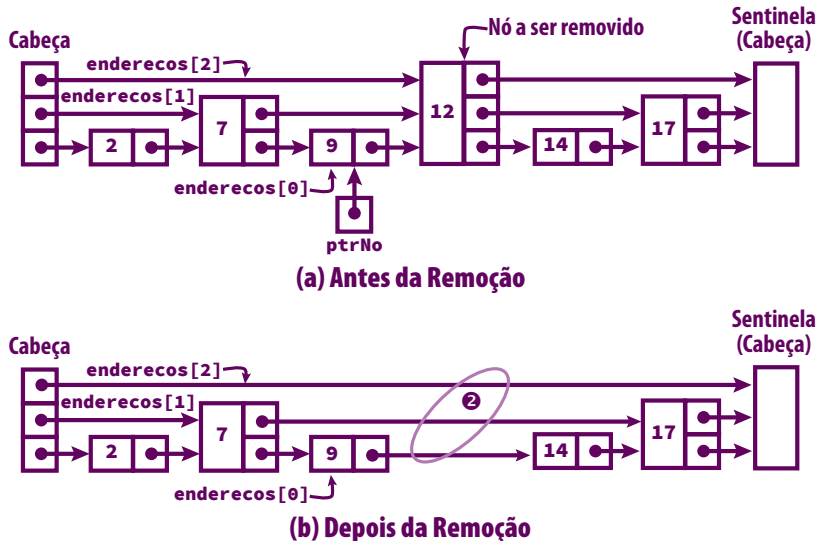 Sentinela
(Cabeça)
Nó a ser removido
Cabeça
enderecos[2]
enderecos[1]
12
7
17
2
9
14
enderecos[0]
ptrNo
(a) Antes da Remoção
Sentinela
(Cabeça)
Cabeça
enderecos[2]
enderecos[1]
❷
7
17
2
9
14
enderecos[0]
(b) Depois da Remoção